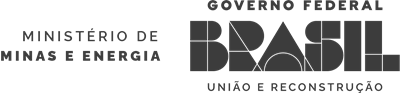 MINISTÉRIO DE
MINAS E ENERGIA
GOVERNO FEDERAL
BRASIL
UNIÃO E RECONSTRUÇÃO